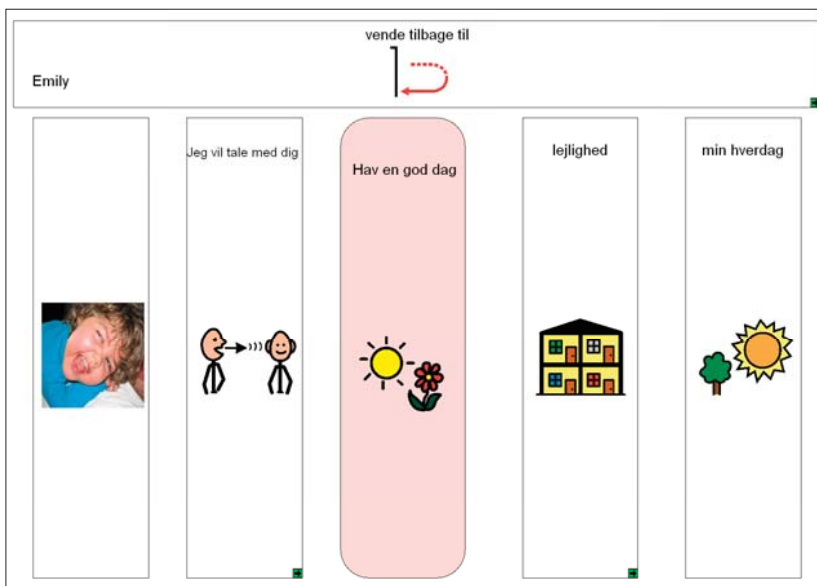 vende tilbage til
Emily
Jeg vil tale med dig
Hav en god dag
lejlighed
min hverdag